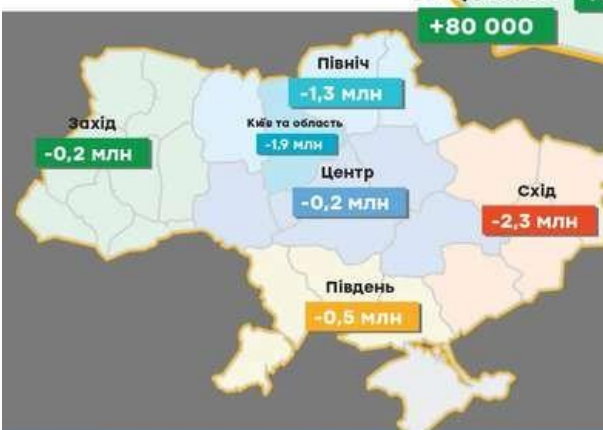 +80 000
Північ
-1,3 млн
Захід
-0,2 млн
Київ та область
-1,9 млн
Центр
-0,2 млн
Схід
-2,3 млн
Південь
-0,5 млн